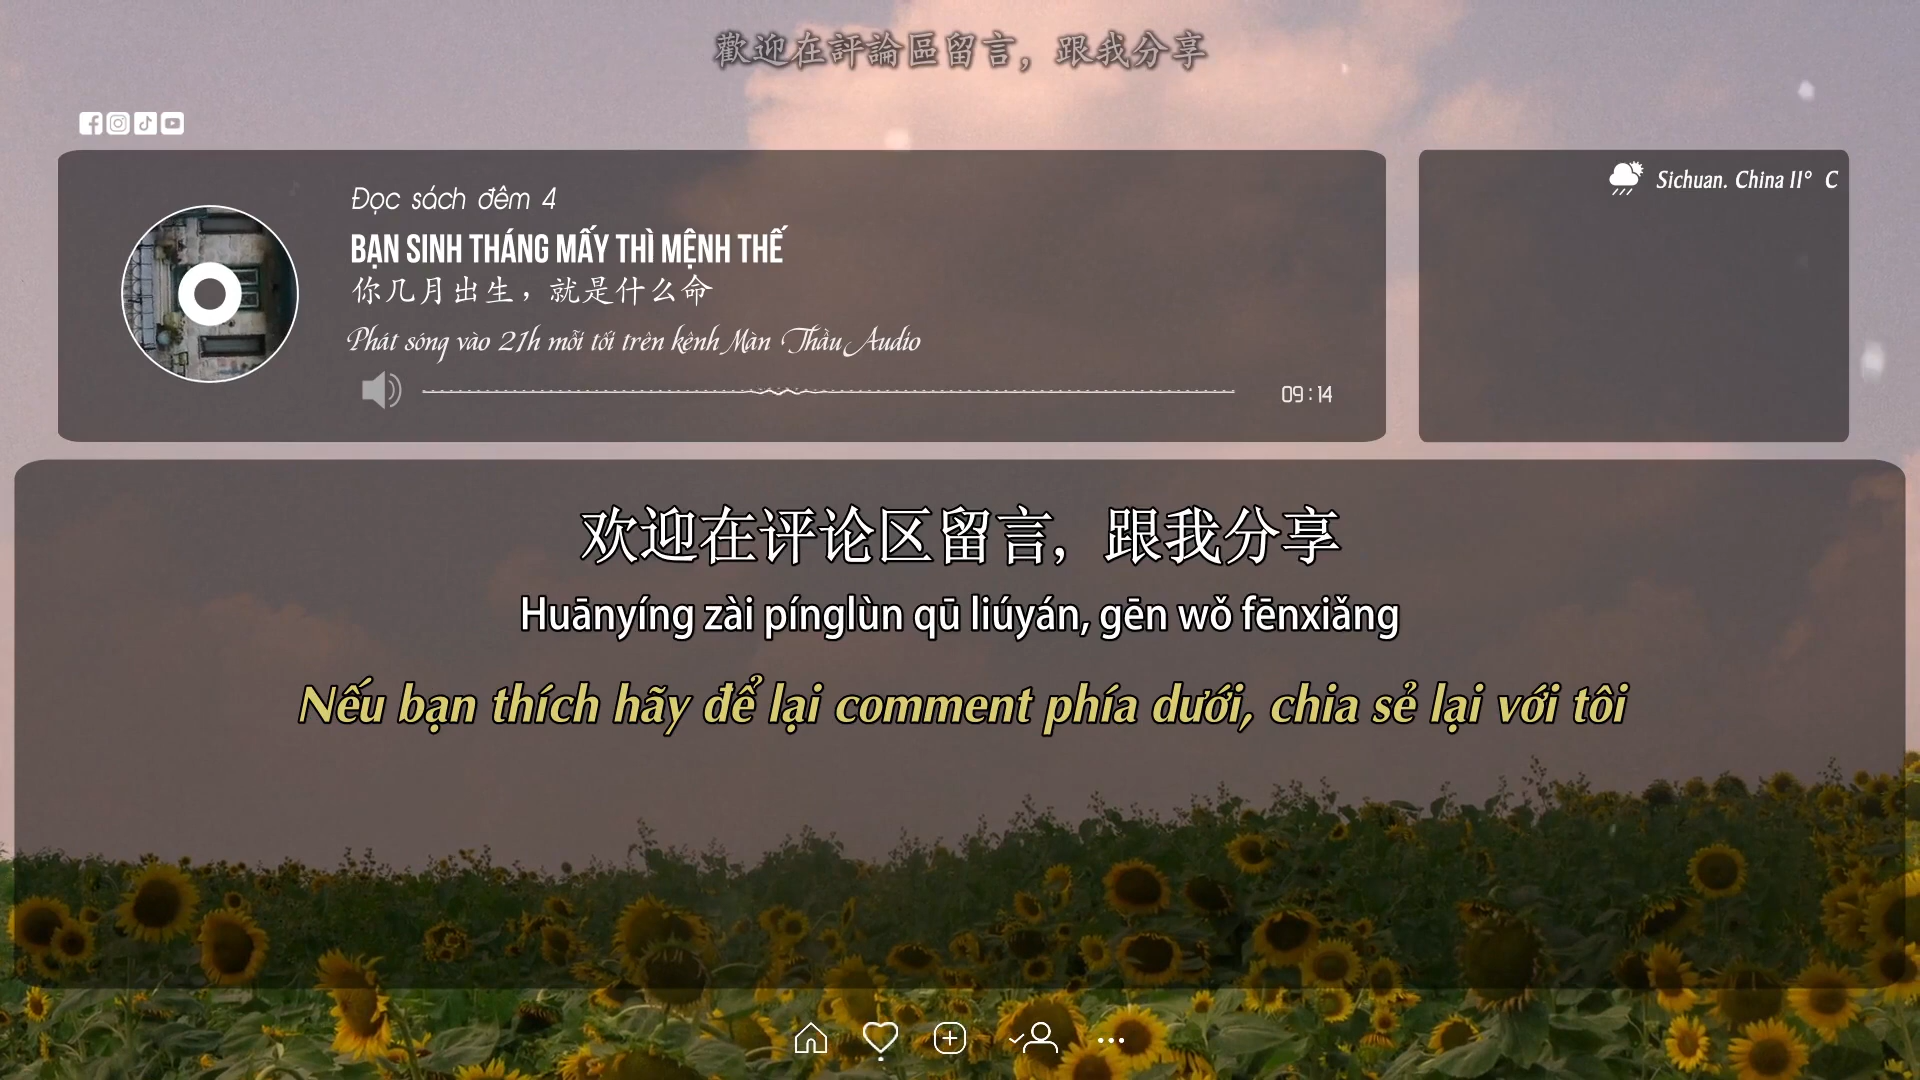 歡迎在評論區留言，跟我分享
Đọc sách đêm 4
BẠN SINH THÁNG MẤY THÌ MỆNH THẾ
你几月出生，就是什么命
Phát sóng vào 21h mỗi tối trên kênh Màn Thầu Audio
09:14
Sichuan. China 11° C
欢迎在评论区留言，跟我分享
Huānyíng zài pínglùn qū liúyán, gēn wǒ fēnxiǎng
Nếu bạn thích hãy để lại comment phía dưới, chia sẻ lại với tôi